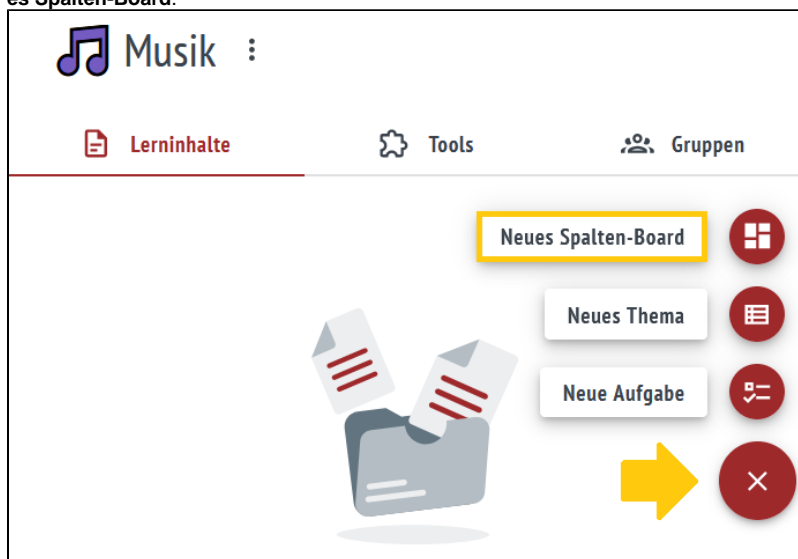 es Spalten-Board.
Musik
Lerninhalte Tools Gruppen
Neues Spalten-Board
Neues Thema
Neue Aufgabe